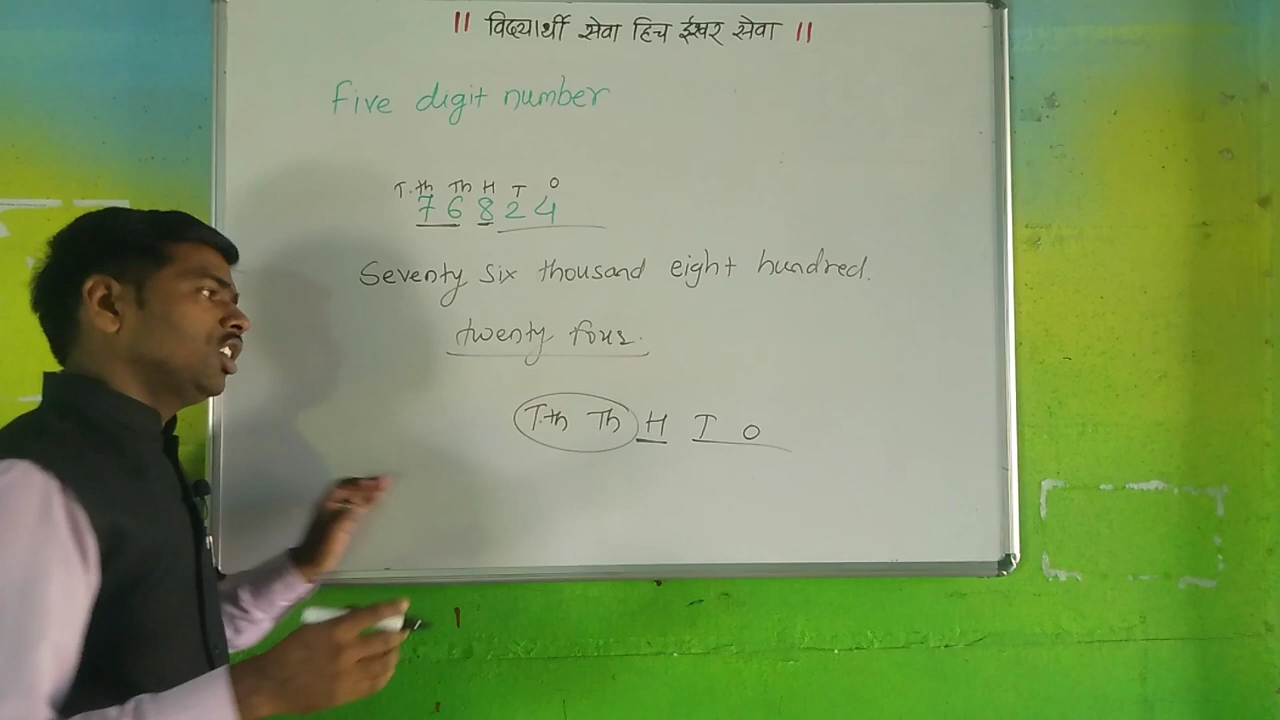 ॥ विद्यार्थी सेवा हिच ईश्वर सेवा ॥
Five digit number
T.th Th H T O
7 6 8 2 4
Seventy six thousand eight hundred.
twenty four.
T.th Th H T O